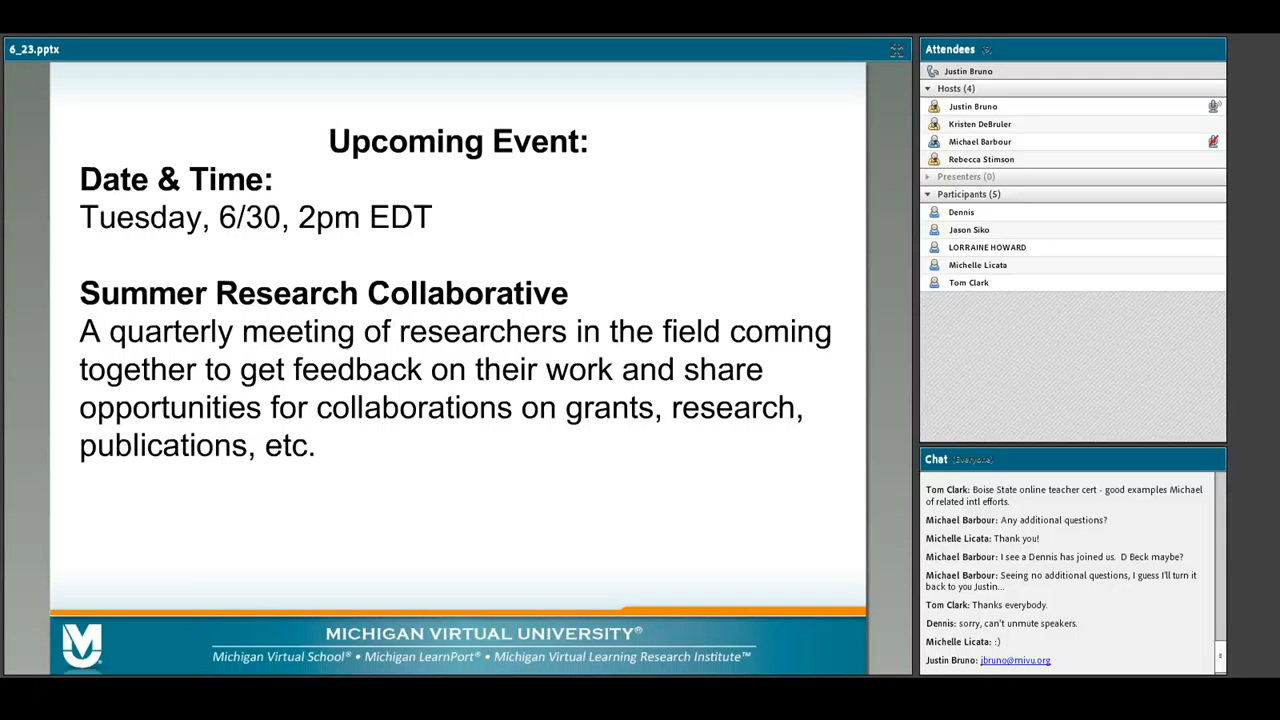 6_23.pptx
Upcoming Event:
Date & Time:
Tuesday, 6/30, 2pm EDT
Summer Research Collaborative
A quarterly meeting of researchers in the field coming
together to get feedback on their work and share
opportunities for collaborations on grants, research,
publications, etc.
MICHIGAN VIRTUAL UNIVERSITY®
Michigan Virtual School® • Michigan LearnPort® • Michigan Virtual Learning Research Institute™
Attendees
Justin Bruno
Hosts (4)
Justin Bruno
Kristen DeBruler
Michael Barbour
Rebecca Stimson
Presenters (0)
Participants (5)
Dennis
Jason Siko
LORRAINE HOWARD
Michelle Licata
Tom Clark
Chat (Everyone)
Tom Clark: Boise State online teacher cert - good examples Michael
of related intl efforts.
Michael Barbour: Any additional questions?
Michelle Licata: Thank you!
Michael Barbour: I see a Dennis has joined us. D Beck maybe?
Michael Barbour: Seeing no additional questions, I guess I'll turn it
back to you Justin...
Tom Clark: Thanks everybody.
Dennis: sorry, can't unmute speakers.
Michelle Licata: :)
Justin Bruno: jbruno@mivu.org